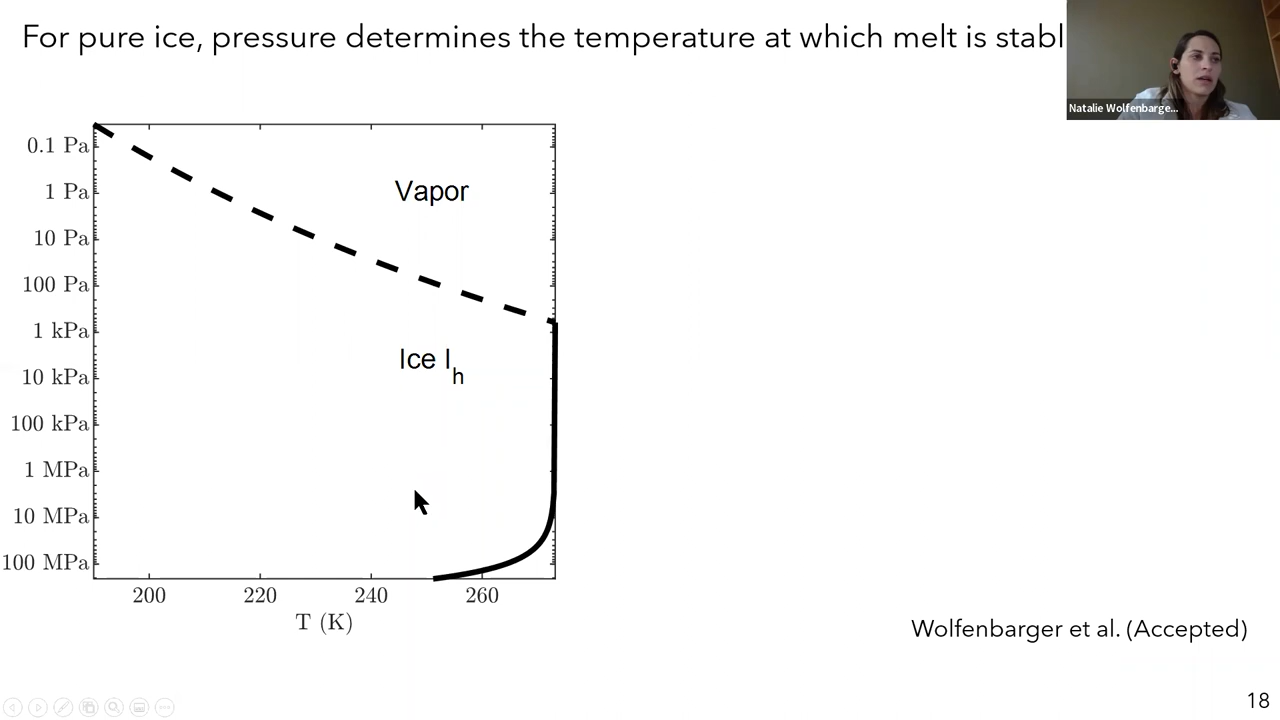 For pure ice, pressure determines the temperature at which melt is stabl
Natalie Wolfenbarge...
0.1 Pa
1 Pa
10 Pa
100 Pa
1 kPa
10 kPa
100 kPa
1 MPa
10 MPa
100 MPa
Vapor
Ice Ih
200 220 240 260
T (K)
Wolfenbarger et al. (Accepted)
18